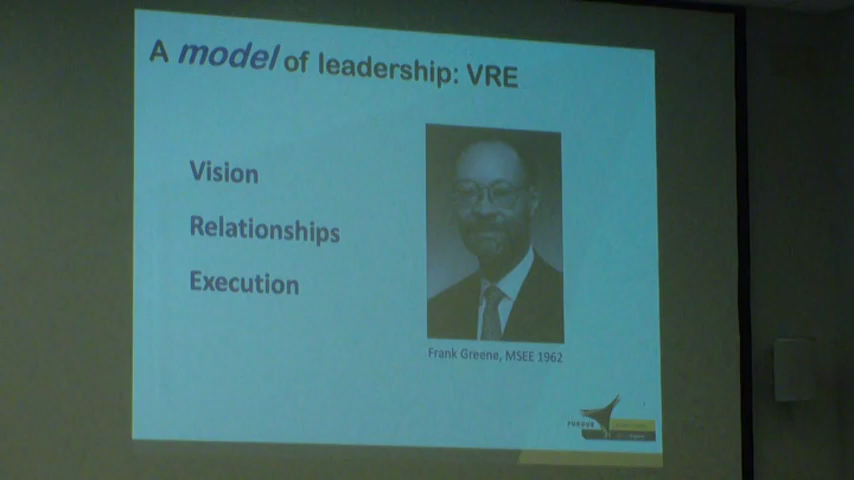 A model of leadership: VRE
Vision
Relationships
Execution
Frank Greene, MSEE 1962
PURDUE